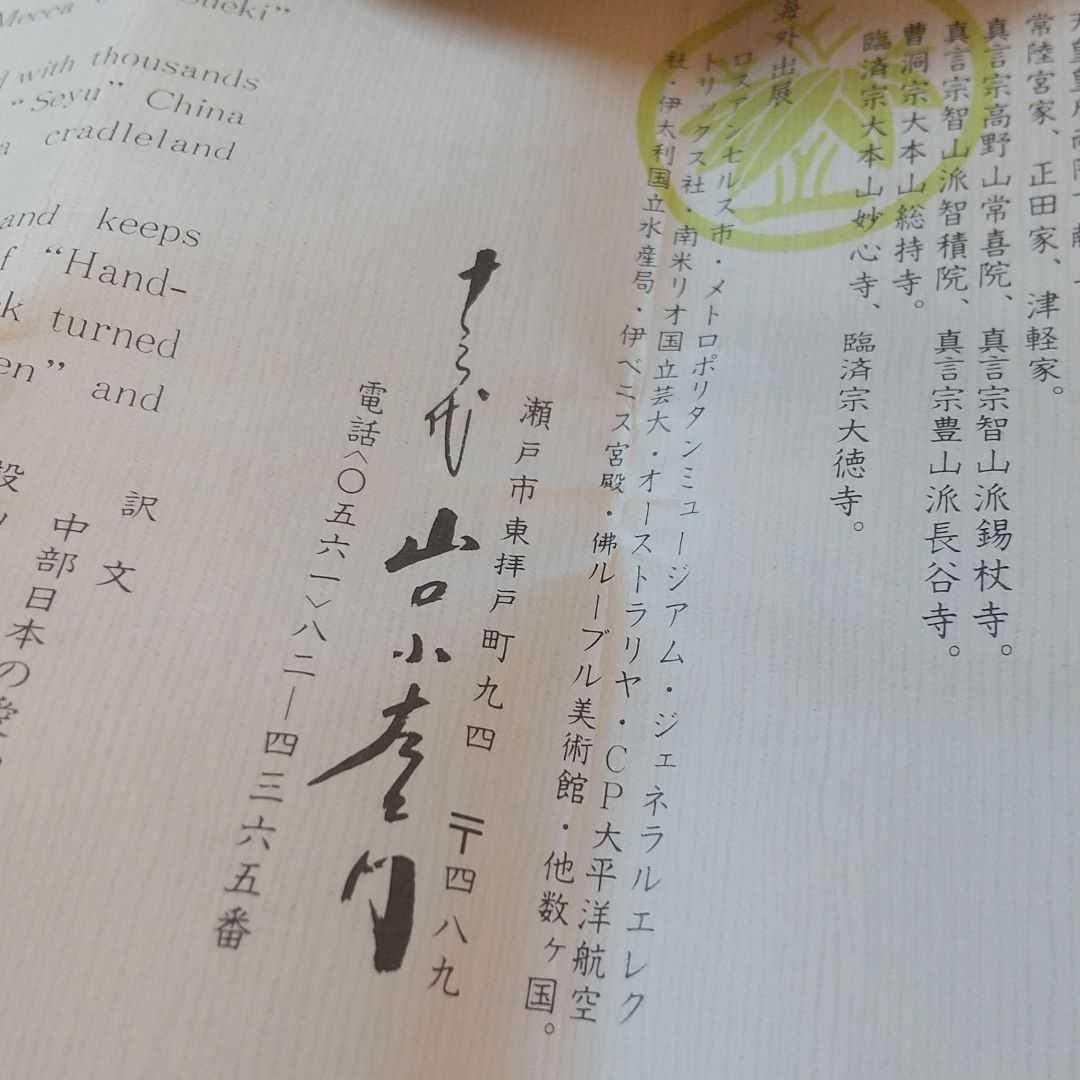 常陸宮家、正田家、津軽家。
真言宗高野山常喜院、真言宗智山派錫杖寺。
真言宗智山派智積院、真言宗豊山派長谷寺。
曹洞宗大本山総持寺。
臨済宗大本山妙心寺、臨済宗大徳寺。
海外出展
ロスアンゼルス市・メトロポリタンミュージアム・ジェネラルエレク
トリックス社・南米リオ国立芸大・オーストラリヤ・CP大平洋航空
社・伊太利国立水産局・伊ベニス宮殿・佛ルーブル美術館・他数ヶ国。
瀬戸市東拝戸町九四 〒四八九
代 山口小
電話〈〇五六一〉八二ー四三六五番
Mecca
with thousands
"Seyu" China
a cradleland
and keeps
"Hand-
turned
and
訳文
中部日本の